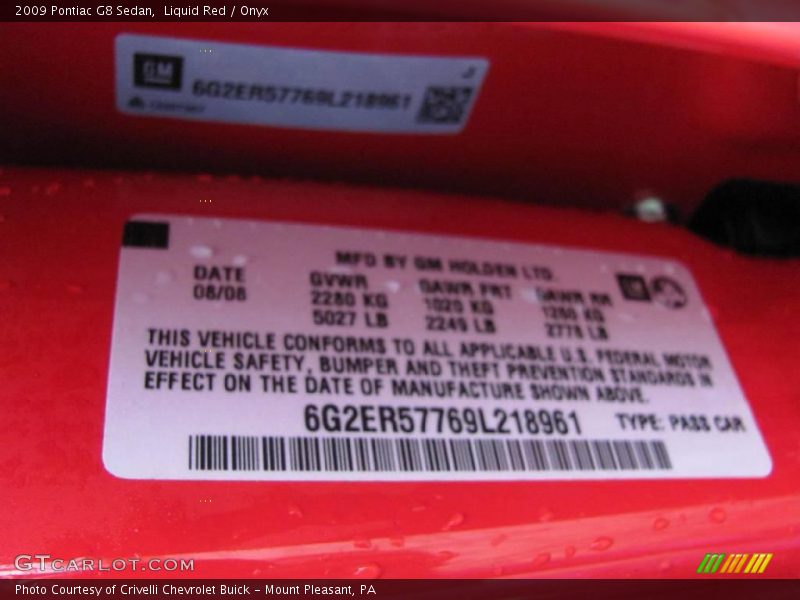 2009 Pontiac G8 Sedan, Liquid Red / Onyx
GM
6G2ER57769L218961
MFD BY GM HOLDEN LTD.
DATE GVWR GAWR FRT GAWR RR
08/08 2280 KG 1020 KG 1260 KG
5027 LB 2249 LB 2778 LB
GM
THIS VEHICLE CONFORMS TO ALL APPLICABLE U.S. FEDERAL MOTOR
VEHICLE SAFETY, BUMPER AND THEFT PREVENTION STANDARDS IN
EFFECT ON THE DATE OF MANUFACTURE SHOWN ABOVE.
6G2ER57769L218961 TYPE: PASS CAR
GTCARLOT.COM
Photo Courtesy of Crivelli Chevrolet Buick - Mount Pleasant, PA